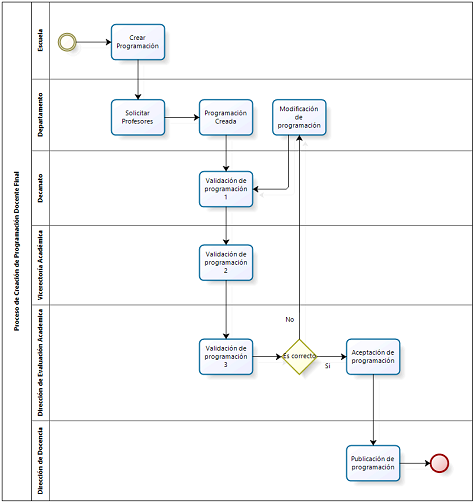 Proceso de Creación de Programación Docente Final
Escuela
Crear
Programación
Departamento
Solicitar
Profesores
Programación
Creada
Modificación
de
programación
Decanato
Validación de
programación
1
Vicerectoría Académica
Validación de
programación
2
Dirección de Evaluación Academica
Validación de
programación
3
Es correcto
No
Si
Aceptación de
programación
Dirección de Docencia
Publicación de
programación